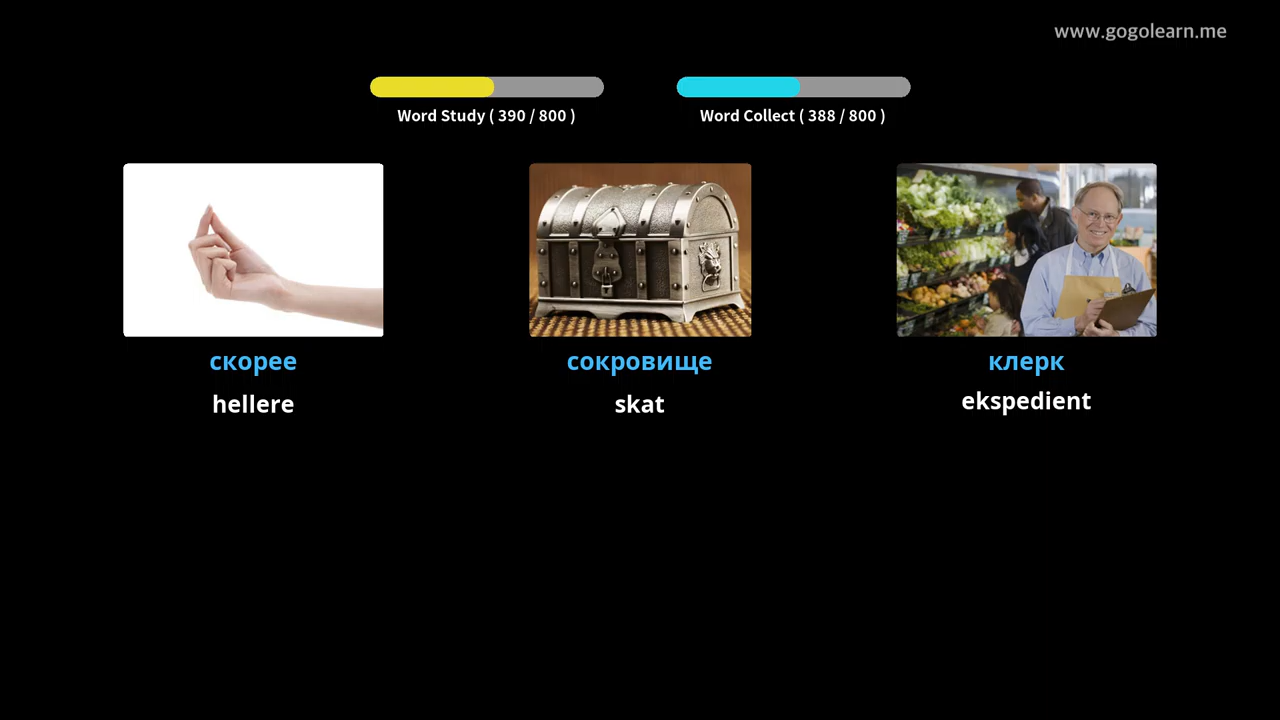 www.gogolearn.me
Word Study ( 390 / 800 )
Word Collect ( 388 / 800 )
скорее
сокровище
клерк
hellere
skat
ekspedient